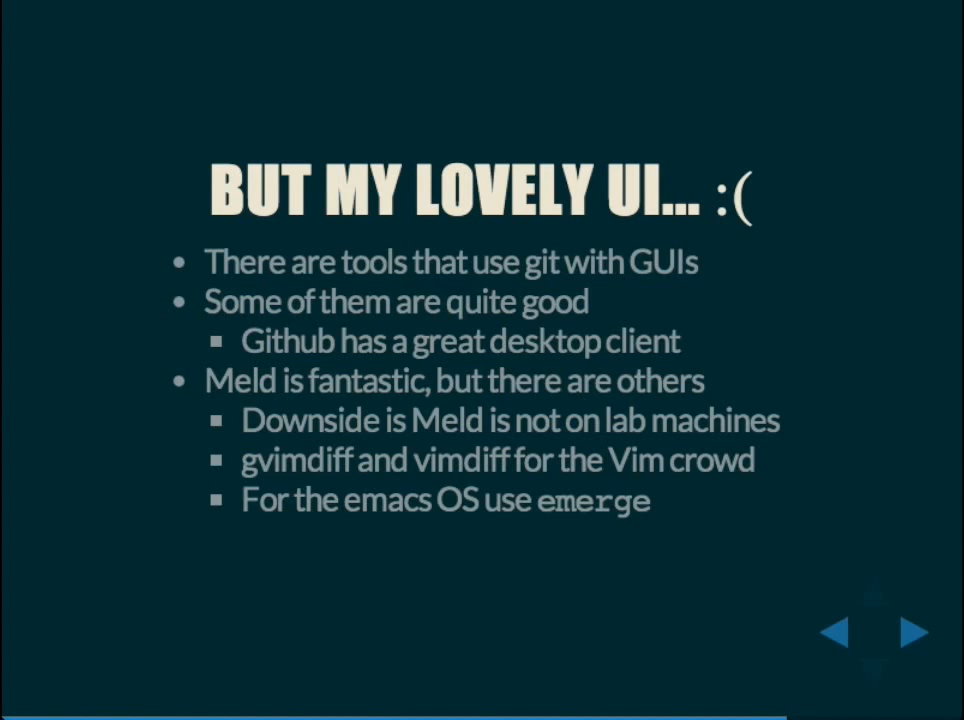 BUT MY LOVELY UI... :(
There are tools that use git with GUIs
Some of them are quite good
Github has a great desktop client
Meld is fantastic, but there are others
Downside is Meld is not on lab machines
gvimdiff and vimdiff for the Vim crowd
For the emacs OS use emerge